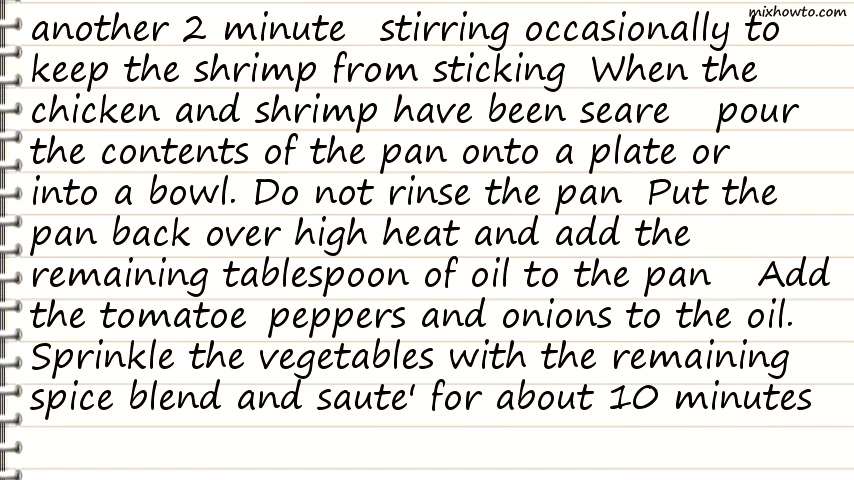 mixhowto.com
another 2 minute stirring occasionally to
keep the shrimp from sticking When the
chicken and shrimp have been seare pour
the contents of the pan onto a plate or
into a bowl. Do not rinse the pan Put the
pan back over high heat and add the
remaining tablespoon of oil to the pan Add
the tomatoe peppers and onions to the oil.
Sprinkle the vegetables with the remaining
spice blend and saute' for about 10 minutes